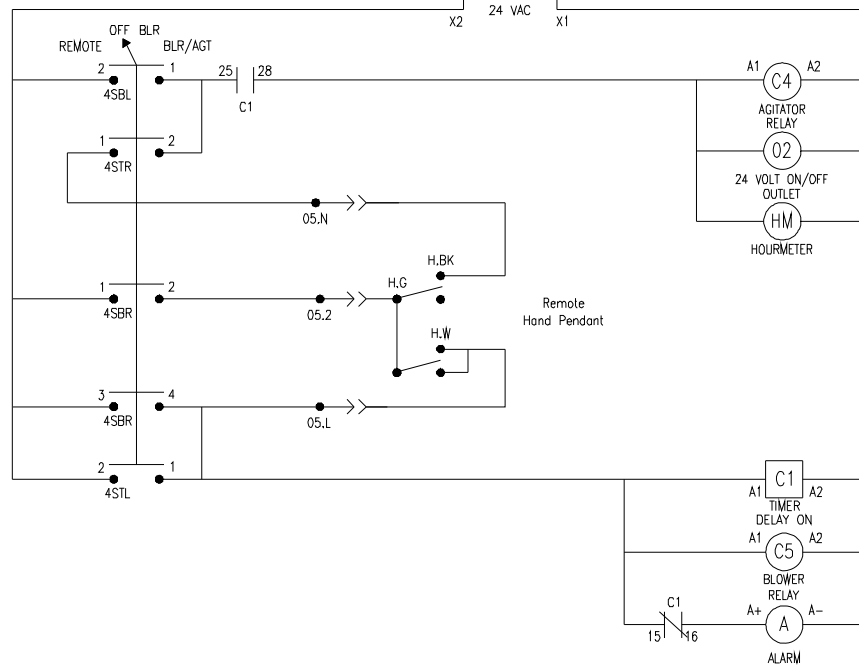 24 VAC
X2 X1
OFF BLR
REMOTE BLR/AGT
2 1
4SBL
25 28
C1
A1 C4 A2
AGITATOR
RELAY
1 2
4STR
O2
24 VOLT ON/OFF
OUTLET
05.N
HM
HOURMETER
H.BK
1 2
4SBR
05.2
H.G
Remote
Hand Pendant
H.W
3 4
4SBR
05.L
2 1
4STL
C1
A1 A2
TIMER
DELAY ON
A1 C5 A2
BLOWER
RELAY
C1
15 16
A+ A A-
ALARM